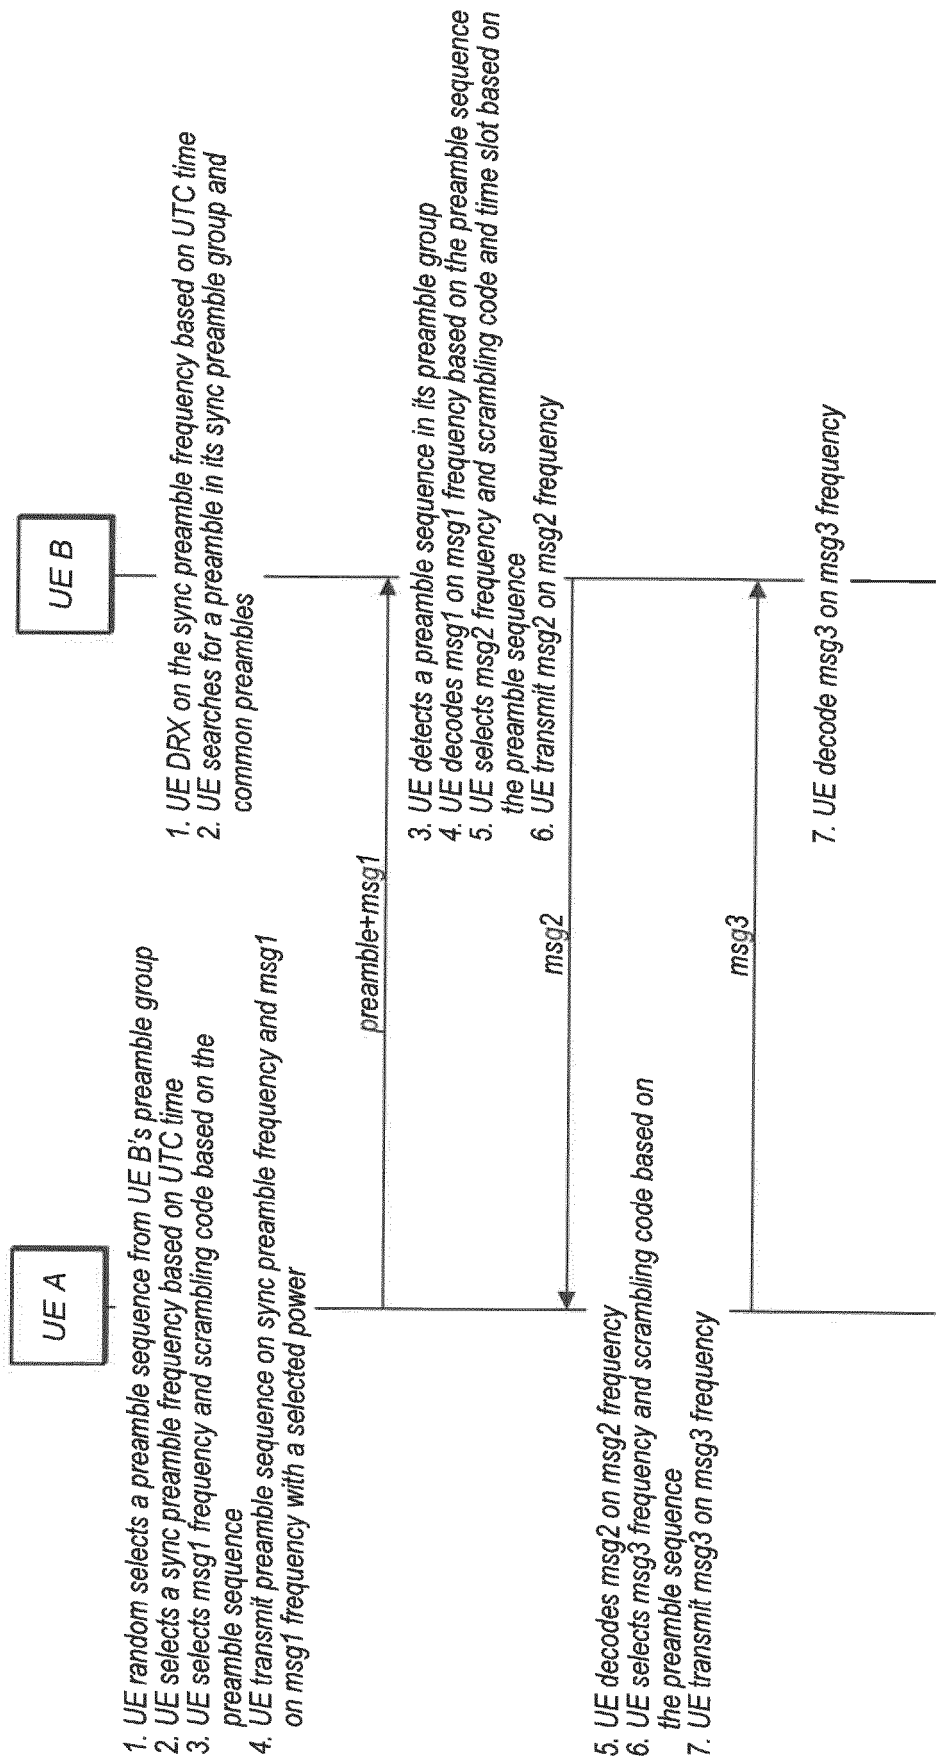 UE A
UE B
1. UE random selects a preamble sequence from UE B's preamble group
2. UE selects a sync preamble frequency based on UTC time
3. UE selects msg1 frequency and scrambling code based on the
preamble sequence
4. UE transmit preamble sequence on sync preamble frequency and msg1
on msg1 frequency with a selected power
1. UE DRX on the sync preamble frequency based on UTC time
2. UE searches for a preamble in its sync preamble group and
common preambles
preamble+msg1
3. UE detects a preamble sequence in its preamble group
4. UE decodes msg1 on msg1 frequency based on the preamble sequence
5. UE selects msg2 frequency and scrambling code and time slot based on
the preamble sequence
6. UE transmit msg2 on msg2 frequency
msg2
5. UE decodes msg2 on msg2 frequency
6. UE selects msg3 frequency and scrambling code based on
the preamble sequence
7. UE transmit msg3 on msg3 frequency
msg3
7. UE decode msg3 on msg3 frequency